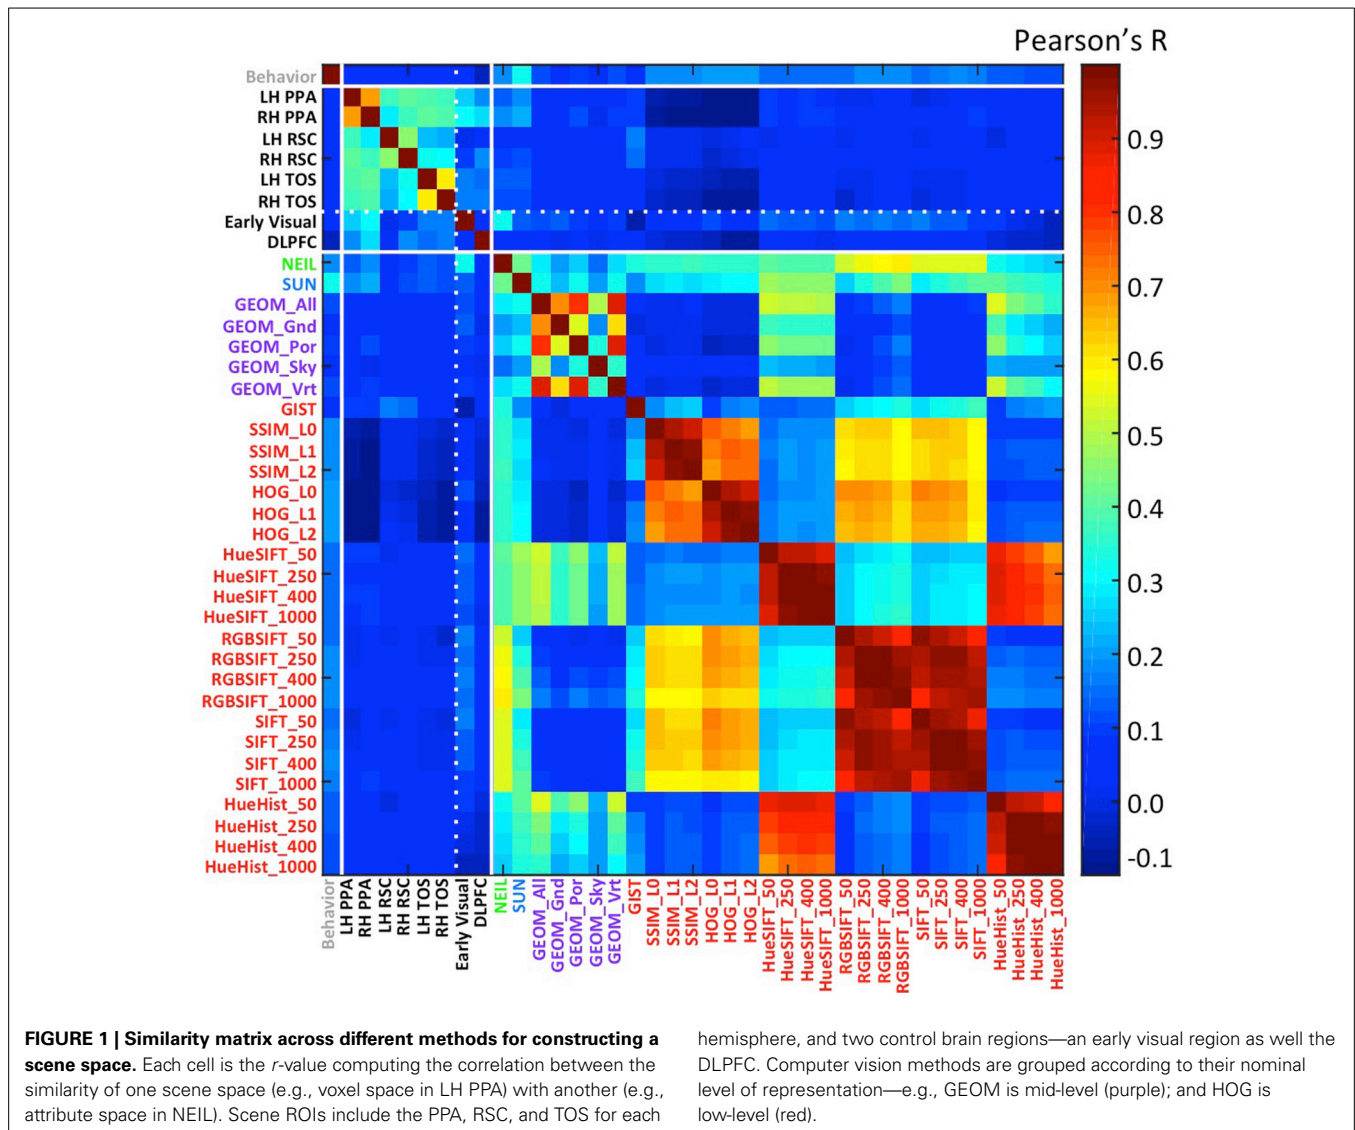 Pearson's R
Behavior
LH PPA
RH PPA
LH RSC
RH RSC
LH TOS
RH TOS
Early Visual
DLPFC
NEIL
SUN
GEOM_All
GEOM_Gnd
GEOM_Por
GEOM_Sky
GEOM_Vrt
GIST
SSIM_L0
SSIM_L1
SSIM_L2
HOG_L0
HOG_L1
HOG_L2
HueSIFT_50
HueSIFT_250
HueSIFT_400
HueSIFT_1000
RGBSIFT_50
RGBSIFT_250
RGBSIFT_400
RGBSIFT_1000
SIFT_50
SIFT_250
SIFT_400
SIFT_1000
HueHist_50
HueHist_250
HueHist_400
HueHist_1000
0.9
0.8
0.7
0.6
0.5
0.4
0.3
0.2
0.1
0.0
-0.1
Behavior
LH PPA
RH PPA
LH RSC
RH RSC
LH TOS
RH TOS
Early Visual
DLPFC
NEIL
SUN
GEOM_All
GEOM_Gnd
GEOM_Por
GEOM_Sky
GEOM_Vrt
GIST
SSIM_L0
SSIM_L1
SSIM_L2
HOG_L0
HOG_L1
HOG_L2
HueSIFT_50
HueSIFT_250
HueSIFT_400
HueSIFT_1000
RGBSIFT_50
RGBSIFT_250
RGBSIFT_400
RGBSIFT_1000
SIFT_50
SIFT_250
SIFT_400
SIFT_1000
HueHist_50
HueHist_250
HueHist_400
HueHist_1000
FIGURE 1 | Similarity matrix across different methods for constructing a
scene space. Each cell is the r-value computing the correlation between the
similarity of one scene space (e.g., voxel space in LH PPA) with another (e.g.,
attribute space in NEIL). Scene ROIs include the PPA, RSC, and TOS for each
hemisphere, and two control brain regions—an early visual region as well the
DLPFC. Computer vision methods are grouped according to their nominal
level of representation—e.g., GEOM is mid-level (purple); and HOG is
low-level (red).